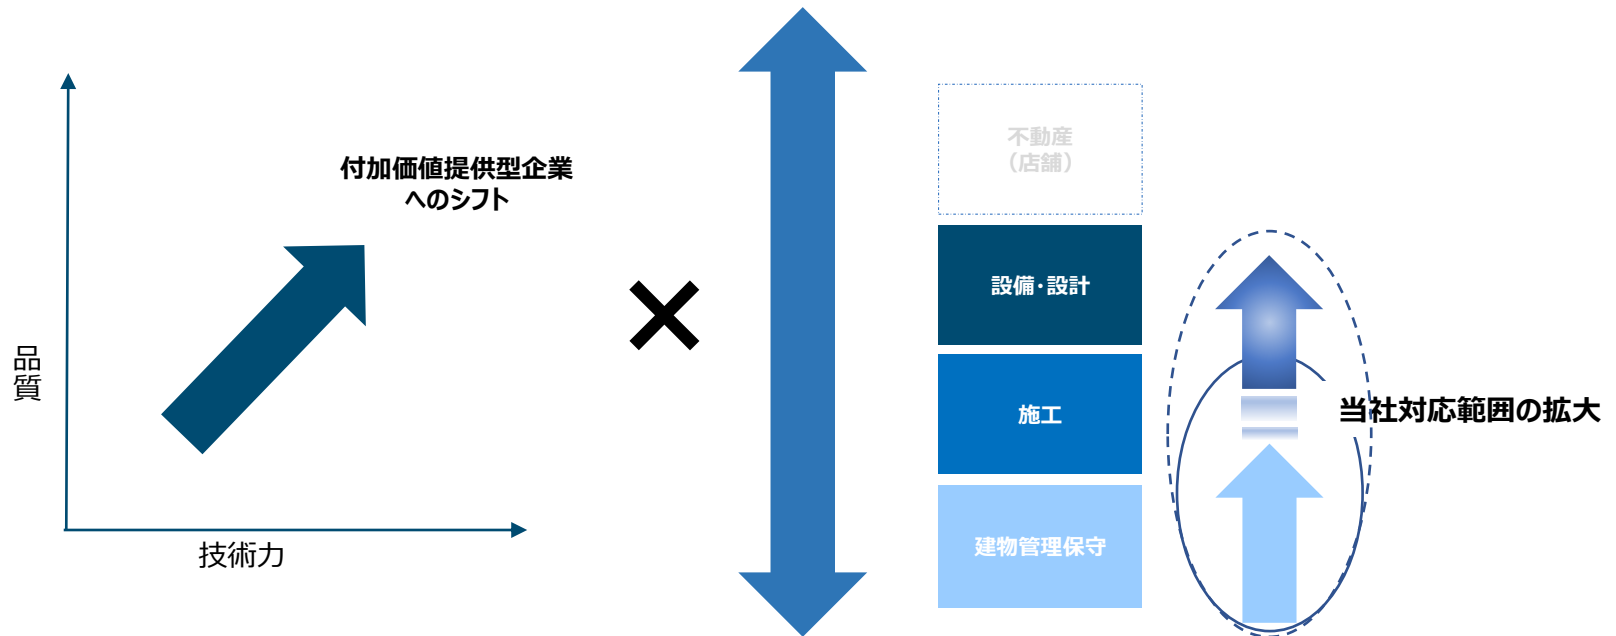 付加価値提供型企業
へのシフト
品質
技術力
不動産
（店舗）
設備・設計
施工
建物管理保守
当社対応範囲の拡大